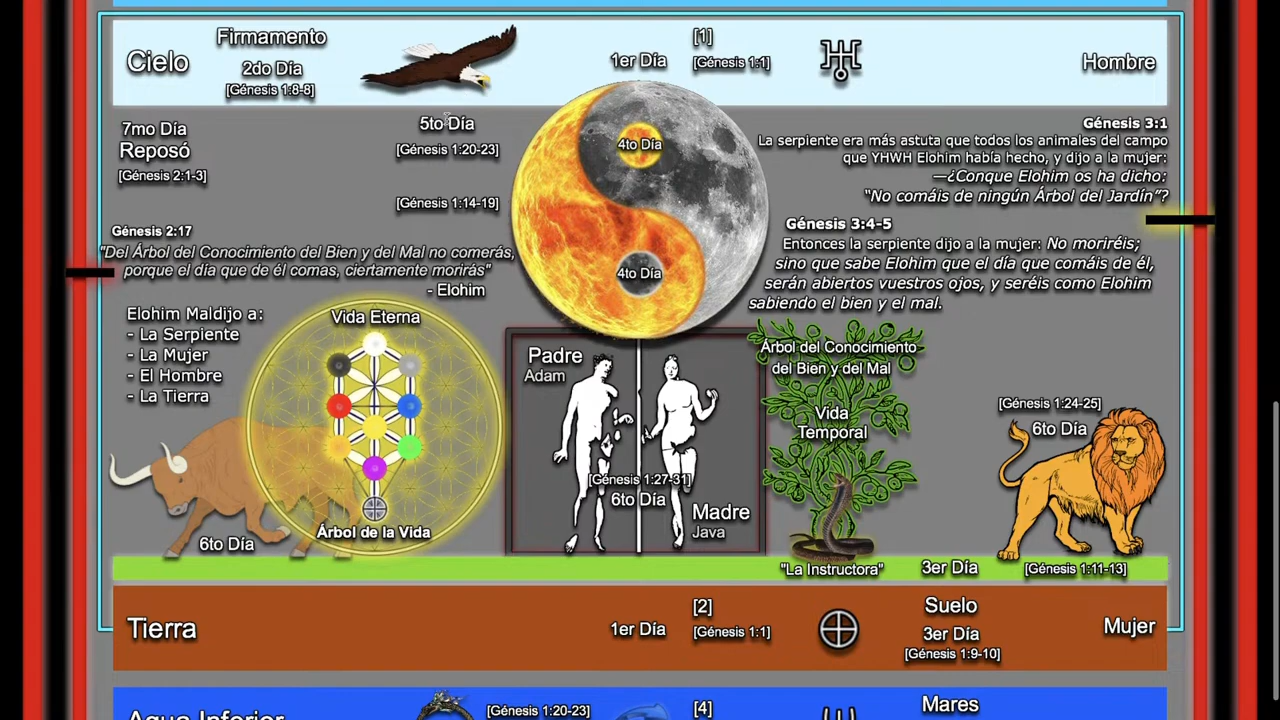 Cielo
Firmamento
2do Día
[Génesis 1:8-8]
1er Día
[1]
[Génesis 1:1]
Hombre
7mo Día
Reposó
[Génesis 2:1-3]
5to Día
[Génesis 1:20-23]
[Génesis 1:14-19]
4to Día
4to Día
Génesis 3:1
La serpiente era más astuta que todos los animales del campo
que YHWH Elohim había hecho, y dijo a la mujer:
—¿Conque Elohim os ha dicho:
“No comáis de ningún Árbol del Jardín”?
Génesis 3:4-5
Entonces la serpiente dijo a la mujer: No moriréis;
sino que sabe Elohim que el día que comáis de él,
serán abiertos vuestros ojos, y seréis como Elohim
sabiendo el bien y el mal.
Génesis 2:17
"Del Árbol del Conocimiento del Bien y del Mal no comerás,
porque el día que de él comas, ciertamente morirás"
- Elohim
Elohim Maldijo a:
- La Serpiente
- La Mujer
- El Hombre
- La Tierra
Vida Eterna
Árbol de la Vida
6to Día
Padre
Adam
[Génesis 1:27-31]
6to Día
Madre
Java
Árbol del Conocimiento
del Bien y del Mal
Vida
Temporal
"La Instructora"
[Génesis 1:24-25]
6to Día
3er Día
[Génesis 1:11-13]
Tierra
1er Día
[2]
[Génesis 1:1]
Suelo
3er Día
[Génesis 1:9-10]
Mujer
Agua Inferior
[Génesis 1:20-23]
[4]
Mares